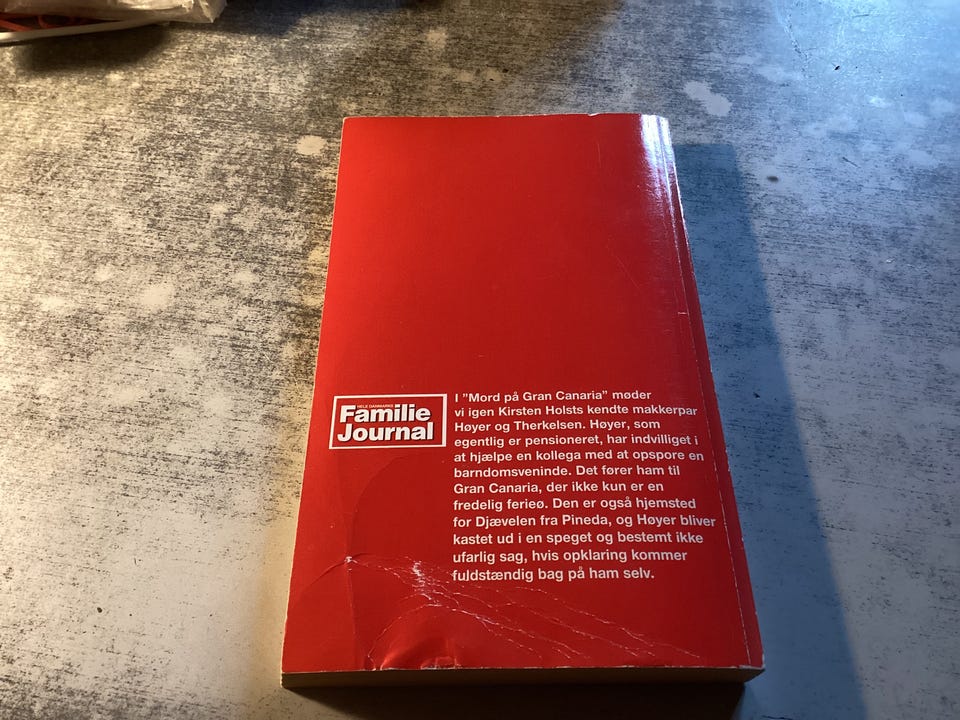 HELE DANMARKS
Familie
Journal
I ”Mord på Gran Canaria” møder
vi igen Kirsten Holsts kendte makkerpar
Høyer og Therkelsen. Høyer, som
egentlig er pensioneret, har indvilliget i
at hjælpe en kollega med at opspore en
barndomsveninde. Det fører ham til
Gran Canaria, der ikke kun er en
fredelig ferieø. Den er også hjemsted
for Djævelen fra Pineda, og Høyer bliver
kastet ud i en speget og bestemt ikke
ufarlig sag, hvis opklaring kommer
fuldstændig bag på ham selv.